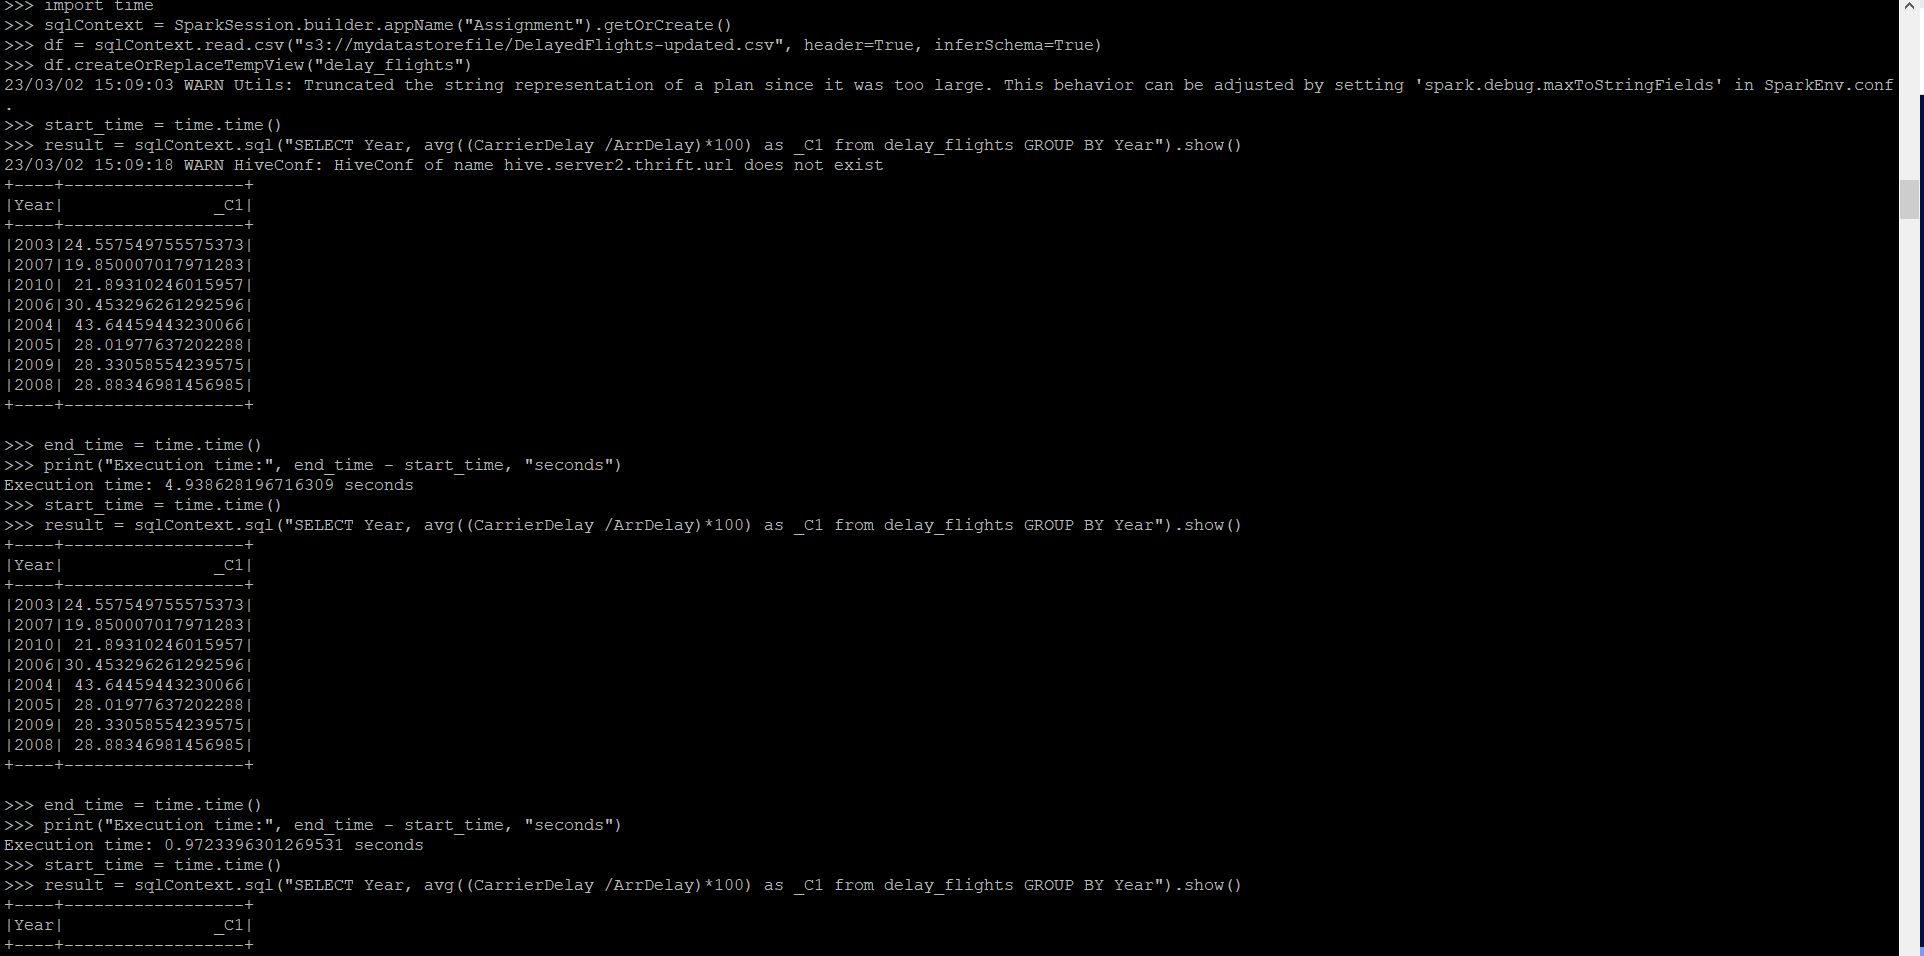 >>> import time
>>> sqlContext = SparkSession.builder.appName("Assignment").getOrCreate()
>>> df = sqlContext.read.csv("s3://mydatastorefile/DelayedFlights-updated.csv", header=True, inferSchema=True)
>>> df.createOrReplaceTempView("delay_flights")
23/03/02 15:09:03 WARN Utils: Truncated the string representation of a plan since it was too large. This behavior can be adjusted by setting 'spark.debug.maxToStringFields' in SparkEnv.conf
.
>>> start_time = time.time()
>>> result = sqlContext.sql("SELECT Year, avg((CarrierDelay /ArrDelay)*100) as _C1 from delay_flights GROUP BY Year").show()
23/03/02 15:09:18 WARN HiveConf: HiveConf of name hive.server2.thrift.url does not exist
+----+------------------+
|Year|               _C1|
+----+------------------+
|2003|24.557549755575373|
|2007|19.850007017971283|
|2010| 21.89310246015957|
|2006|30.453296261292596|
|2004| 43.64459443230066|
|2005| 28.01977637202288|
|2009| 28.33058554239575|
|2008| 28.88346981456985|
+----+------------------+
>>> end_time = time.time()
>>> print("Execution time:", end_time - start_time, "seconds")
Execution time: 4.938628196716309 seconds
>>> start_time = time.time()
>>> result = sqlContext.sql("SELECT Year, avg((CarrierDelay /ArrDelay)*100) as _C1 from delay_flights GROUP BY Year").show()
+----+------------------+
|Year|               _C1|
+----+------------------+
|2003|24.557549755575373|
|2007|19.850007017971283|
|2010| 21.89310246015957|
|2006|30.453296261292596|
|2004| 43.64459443230066|
|2005| 28.01977637202288|
|2009| 28.33058554239575|
|2008| 28.88346981456985|
+----+------------------+
>>> end_time = time.time()
>>> print("Execution time:", end_time - start_time, "seconds")
Execution time: 0.9723396301269531 seconds
>>> start_time = time.time()
>>> result = sqlContext.sql("SELECT Year, avg((CarrierDelay /ArrDelay)*100) as _C1 from delay_flights GROUP BY Year").show()
+----+------------------+
|Year|               _C1|
+----+------------------+